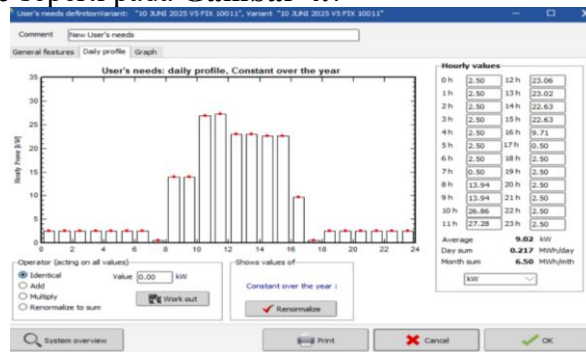 seperti pada Gambar 4.
User's needs definitionVariant: "10 JUNI 2025 VS FIX 10011", Variant "10 JUNI 2025 VS FIX 10011"
Comment New User's needs
General features Daily profile Graph
User's needs: daily profile, Constant over the year
Hourly Power [kW]
35
30
25
20
15
10
5
0
0 2 4 6 8 10 12 14 16 18 20 22 24
Hourly values
0 h 2.50 12 h 23.06
1 h 2.50 13 h 23.02
2 h 2.50 14 h 22.63
3 h 2.50 15 h 22.63
4 h 2.50 16 h 9.71
5 h 2.50 17 h 0.50
6 h 2.50 18 h 2.50
7 h 0.50 19 h 2.50
8 h 13.94 20 h 2.50
9 h 13.94 21 h 2.50
10 h 26.86 22 h 2.50
11 h 27.28 23 h 2.50
Average 9.02 kW
Day sum 0.217 MWh/day
Month sum 6.50 MWh/mth
kW
Operator (acting on all values)
Identical Value 0.00 kW
Add
Multiply
Renormalize to sum
Work out
Shows values of
Constant over the year :
Renormalize
System overview
Print
Cancel
OK